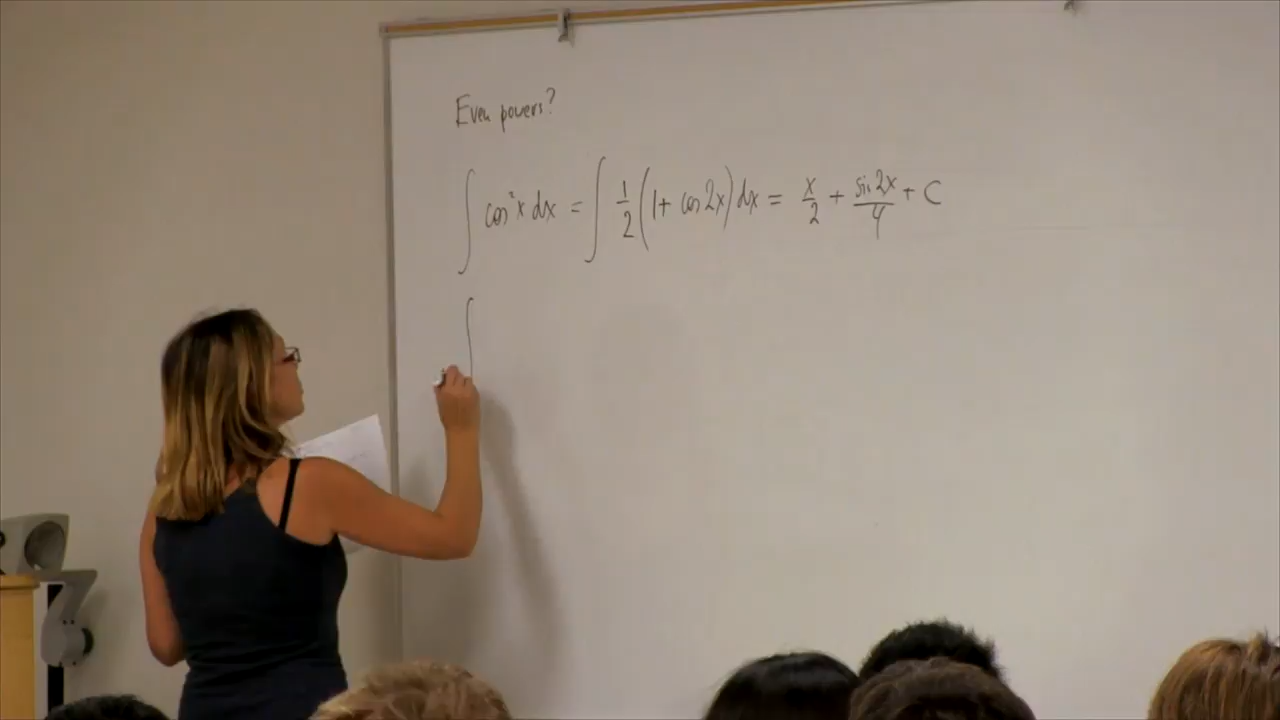 Even powers?
∫ cos²x dx = ∫ 1/2 (1 + cos 2x) dx = x/2 + sin 2x/4 + C
∫